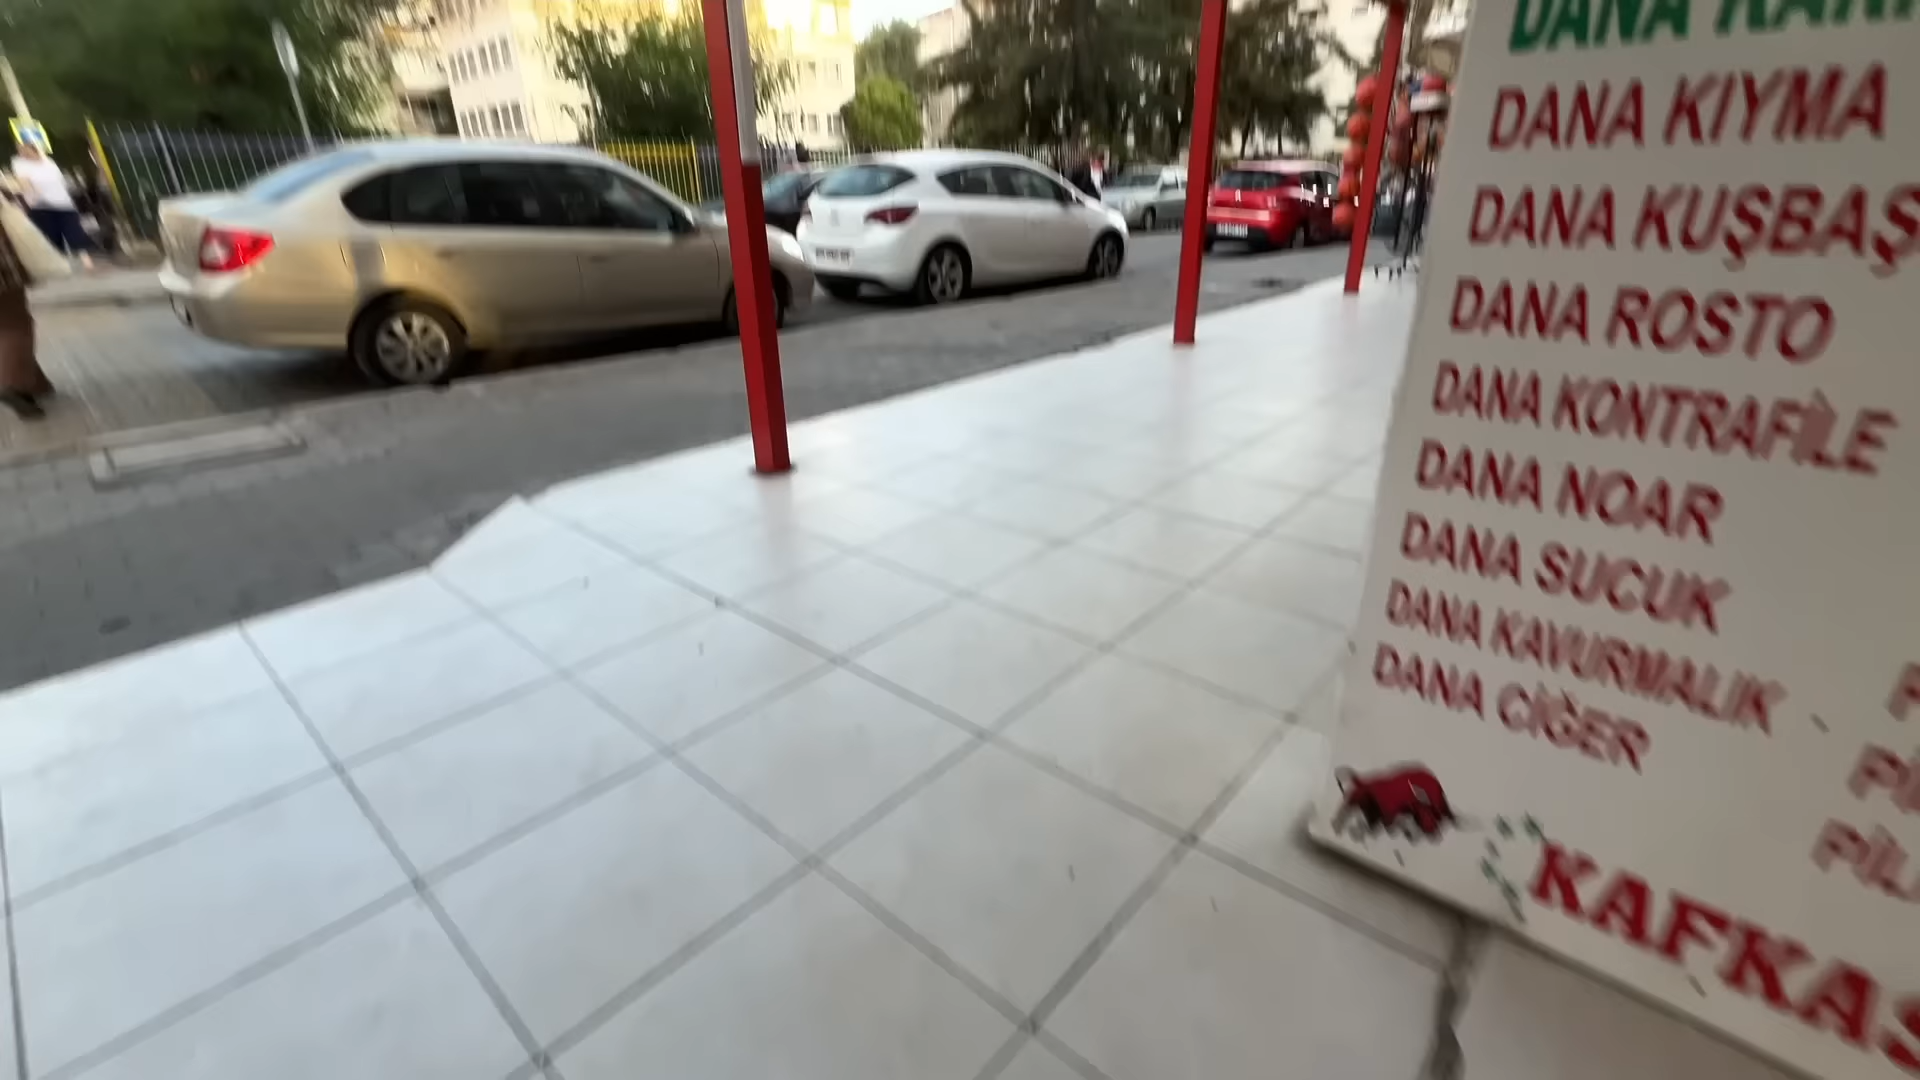 DANA
DANA KIYMA
DANA KUŞBAŞ
DANA ROSTO
DANA KONTRAFİLE
DANA NOAR
DANA SUCUK
DANA KAVURMALIK
DANA CİĞER
KAFKAS